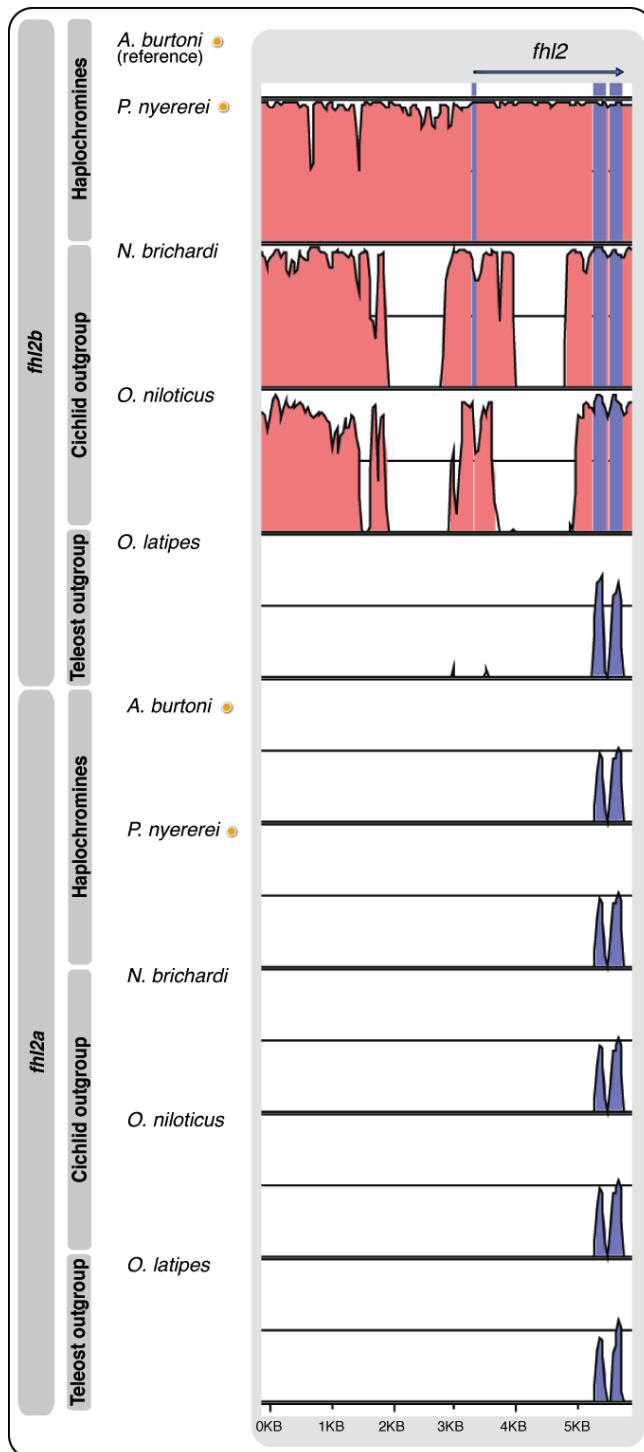 A. burtoni
(reference)
fhl2
P. nyererei
Haplochromines
N. brichardi
Cichlid outgroup
O. niloticus
fhl2b
O. latipes
Teleost outgroup
A. burtoni
Haplochromines
P. nyererei
N. brichardi
fhl2a
Cichlid outgroup
O. niloticus
O. latipes
Teleost outgroup
0KB 1KB 2KB 3KB 4KB 5KB